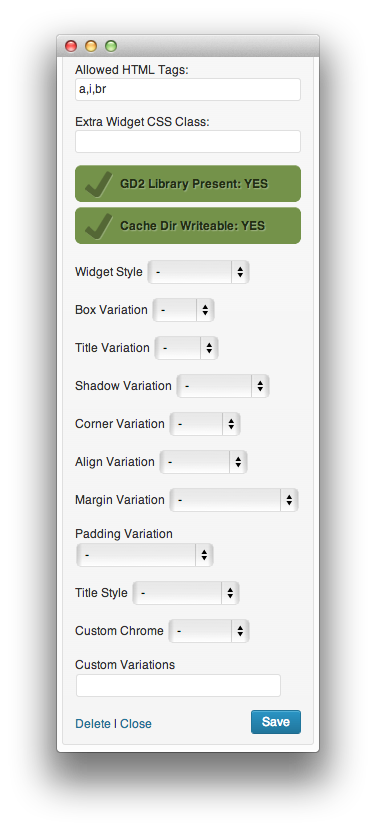 Allowed HTML Tags:
a,i,br
Extra Widget CSS Class:
GD2 Library Present: YES
Cache Dir Writeable: YES
Widget Style -
Box Variation -
Title Variation -
Shadow Variation -
Corner Variation -
Align Variation -
Margin Variation -
Padding Variation
-
Title Style -
Custom Chrome -
Custom Variations
Delete | Close Save